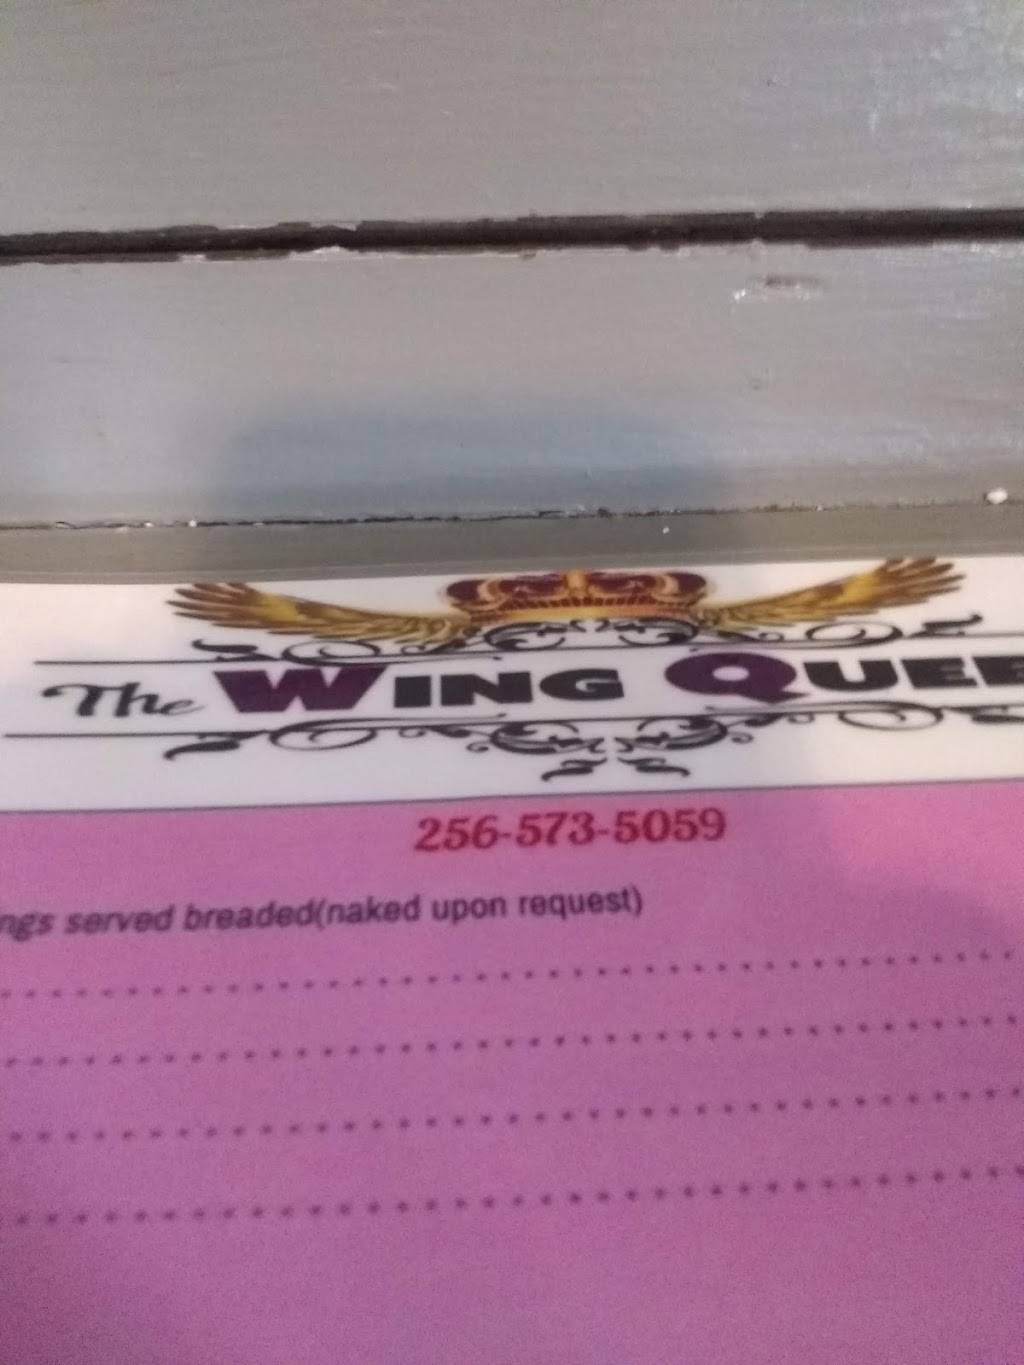 The Wing Quee
256-573-5059
ngs served breaded(naked upon request)